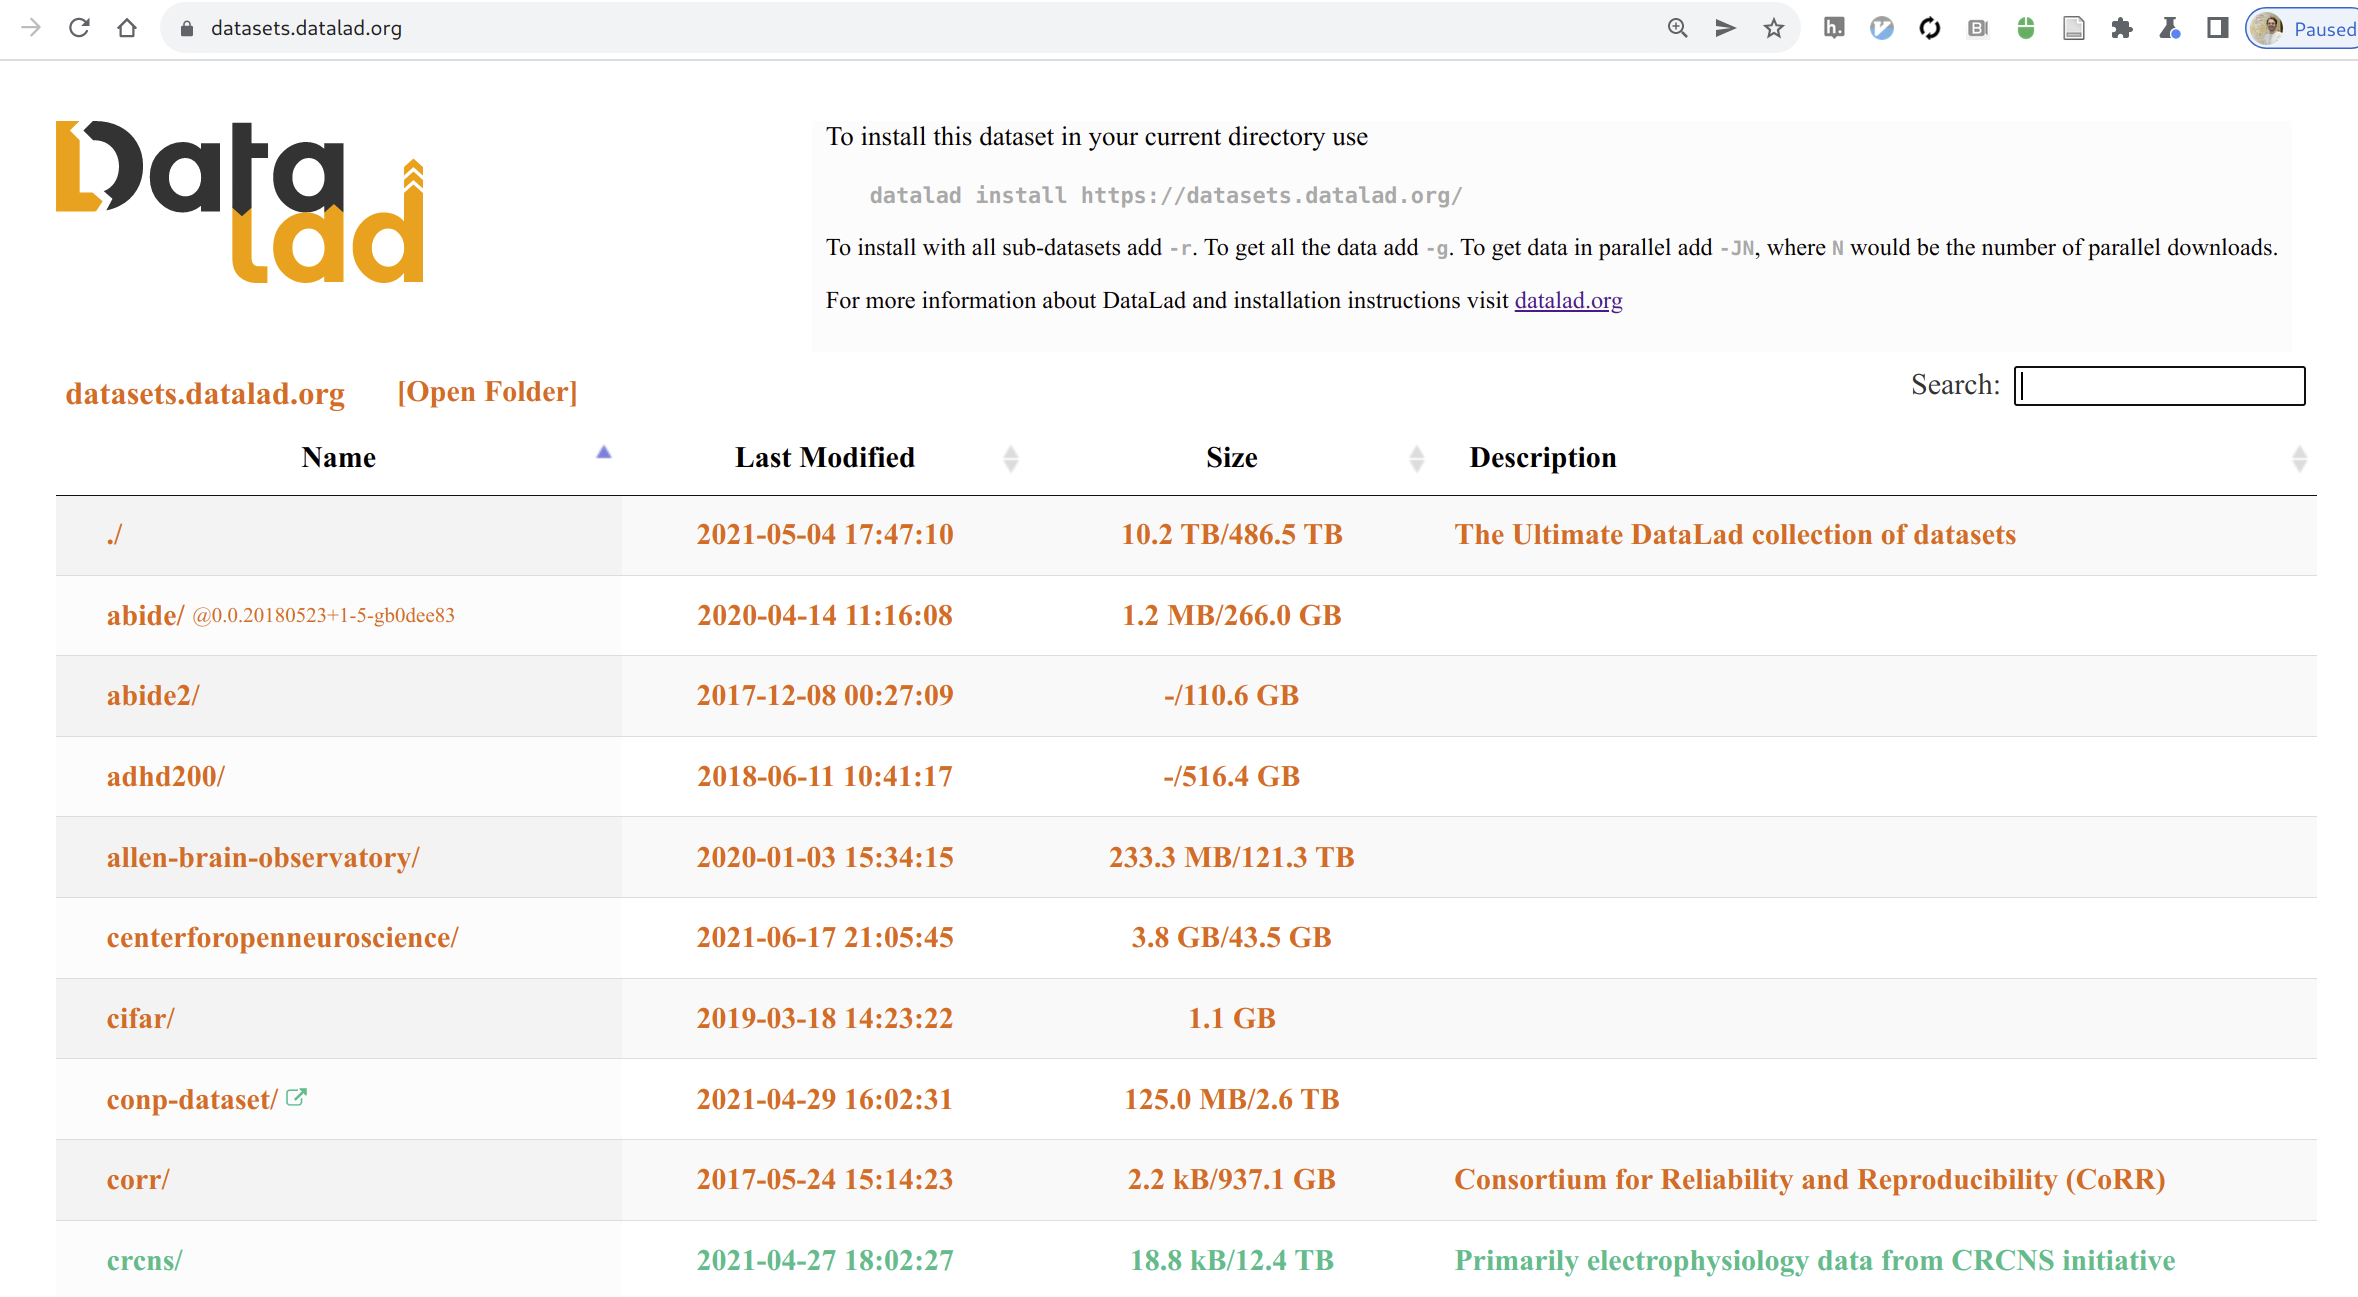 datasets.datalad.org
Paused
Data
lad
To install this dataset in your current directory use
datalad install https://datasets.datalad.org/
To install with all sub-datasets add -r. To get all the data add -g. To get data in parallel add -JN, where N would be the number of parallel downloads.
For more information about DataLad and installation instructions visit datalad.org
datasets.datalad.org [Open Folder] Search:
Name Last Modified Size Description
./ 2021-05-04 17:47:10 10.2 TB/486.5 TB The Ultimate DataLad collection of datasets
abide/ @0.0.20180523+1-5-gb0dee83 2020-04-14 11:16:08 1.2 MB/266.0 GB
abide2/ 2017-12-08 00:27:09 -/110.6 GB
adhd200/ 2018-06-11 10:41:17 -/516.4 GB
allen-brain-observatory/ 2020-01-03 15:34:15 233.3 MB/121.3 TB
centerforopenneuroscience/ 2021-06-17 21:05:45 3.8 GB/43.5 GB
cifar/ 2019-03-18 14:23:22 1.1 GB
conp-dataset/ 2021-04-29 16:02:31 125.0 MB/2.6 TB
corr/ 2017-05-24 15:14:23 2.2 kB/937.1 GB Consortium for Reliability and Reproducibility (CoRR)
crcns/ 2021-04-27 18:02:27 18.8 kB/12.4 TB Primarily electrophysiology data from CRCNS initiative